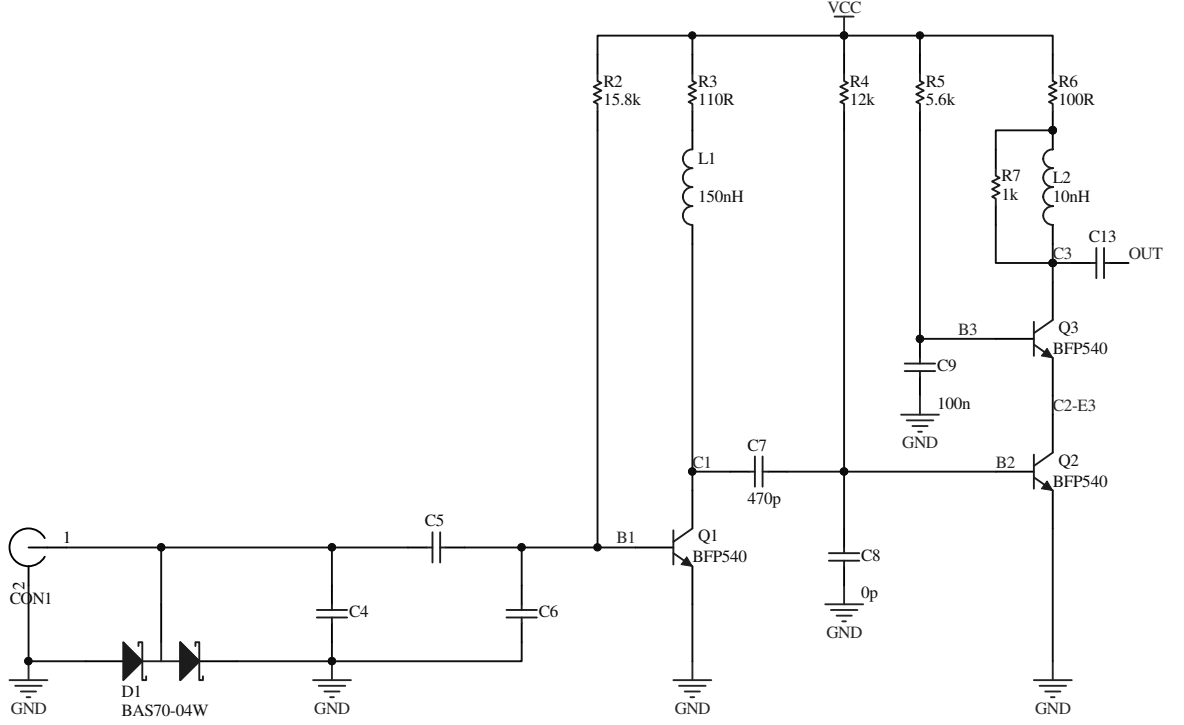 VCC
R2
15.8k
R3
110R
R4
12k
R5
5.6k
R6
100R
L1
150nH
R7
1k
L2
10nH
C13
C3
OUT
B3
Q3
BFP540
C9
100n
GND
C2-E3
C7
C1
470p
B2
Q2
BFP540
C5
1
B1
Q1
BFP540
C8
0p
GND
2
CON1
C4
C6
D1
BAS70-04W
GND
GND
GND
GND